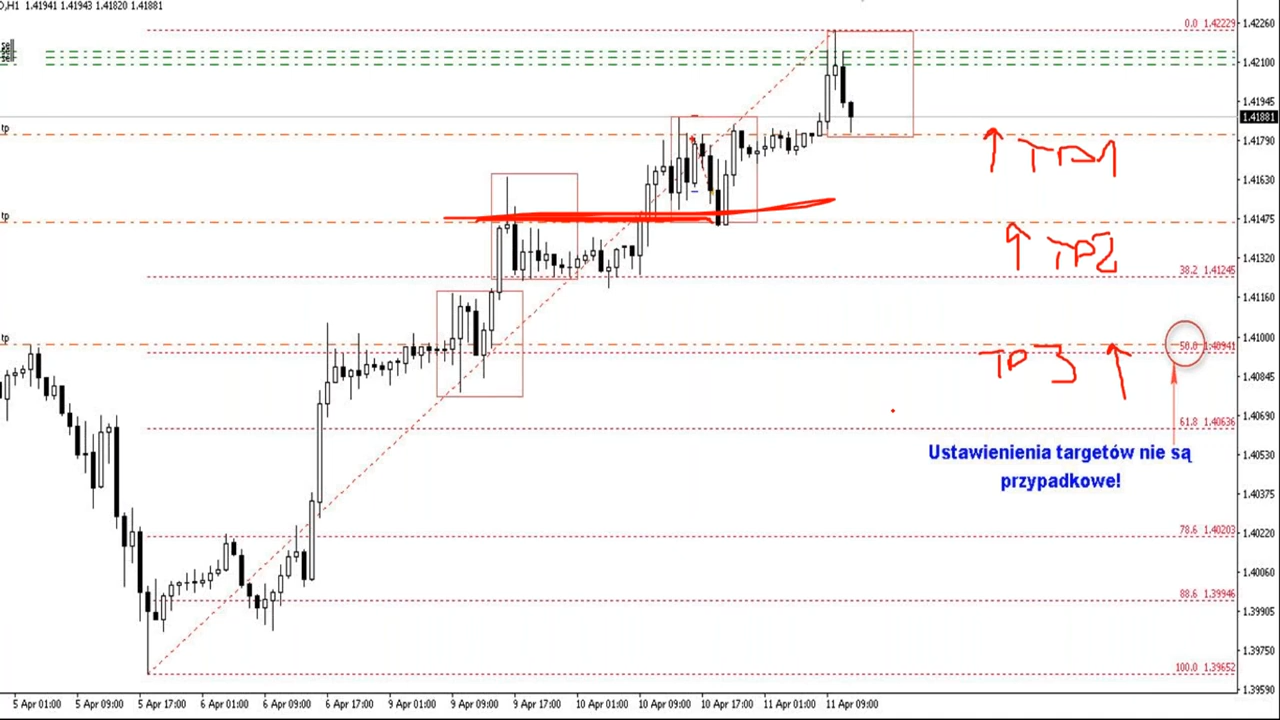 D,H1 1.41941 1.41943 1.41820 1.41881
0.0 1.42229
1.42260
1.42100
1.41945
1.41881
tp
1.41790
TP1
1.41630
tp
1.41475
TP2
1.41320
38.2 1.41245
1.41160
tp
1.41000
50.0 1.40941
TP3
1.40845
1.40690
61.8 1.40636
Ustawienienia targetów nie są
przypadkowe!
1.40530
1.40375
78.6 1.40203
1.40220
1.40060
88.6 1.39946
1.39905
1.39750
100.0 1.39652
1.39590
5 Apr 01:00 5 Apr 09:00 5 Apr 17:00 6 Apr 01:00 6 Apr 09:00 6 Apr 17:00 9 Apr 01:00 9 Apr 09:00 9 Apr 17:00 10 Apr 01:00 10 Apr 09:00 10 Apr 17:00 11 Apr 01:00 11 Apr 09:00